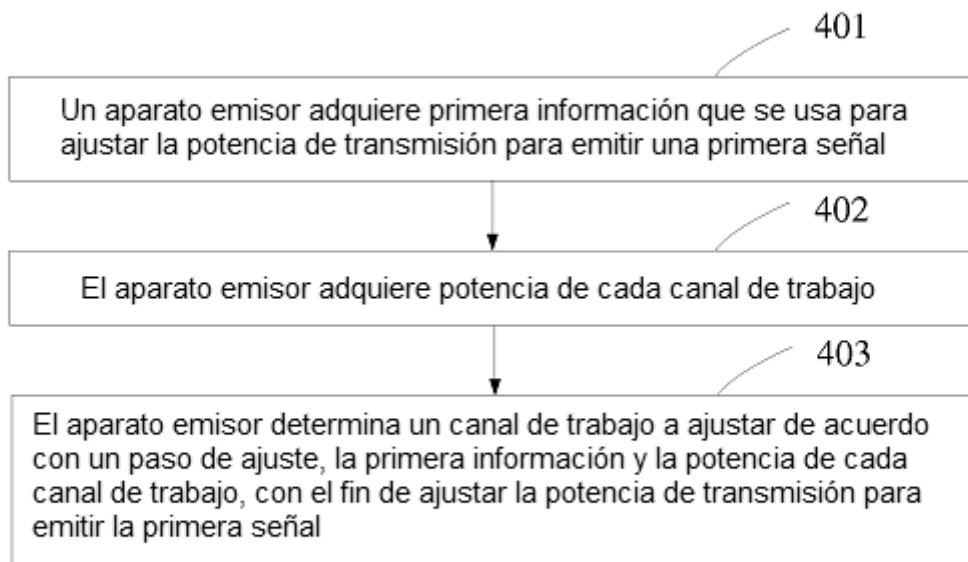 401
Un aparato emisor adquiere primera información que se usa para
ajustar la potencia de transmisión para emitir una primera señal
402
El aparato emisor adquiere potencia de cada canal de trabajo
403
El aparato emisor determina un canal de trabajo a ajustar de acuerdo
con un paso de ajuste, la primera información y la potencia de cada
canal de trabajo, con el fin de ajustar la potencia de transmisión para
emitir la primera señal